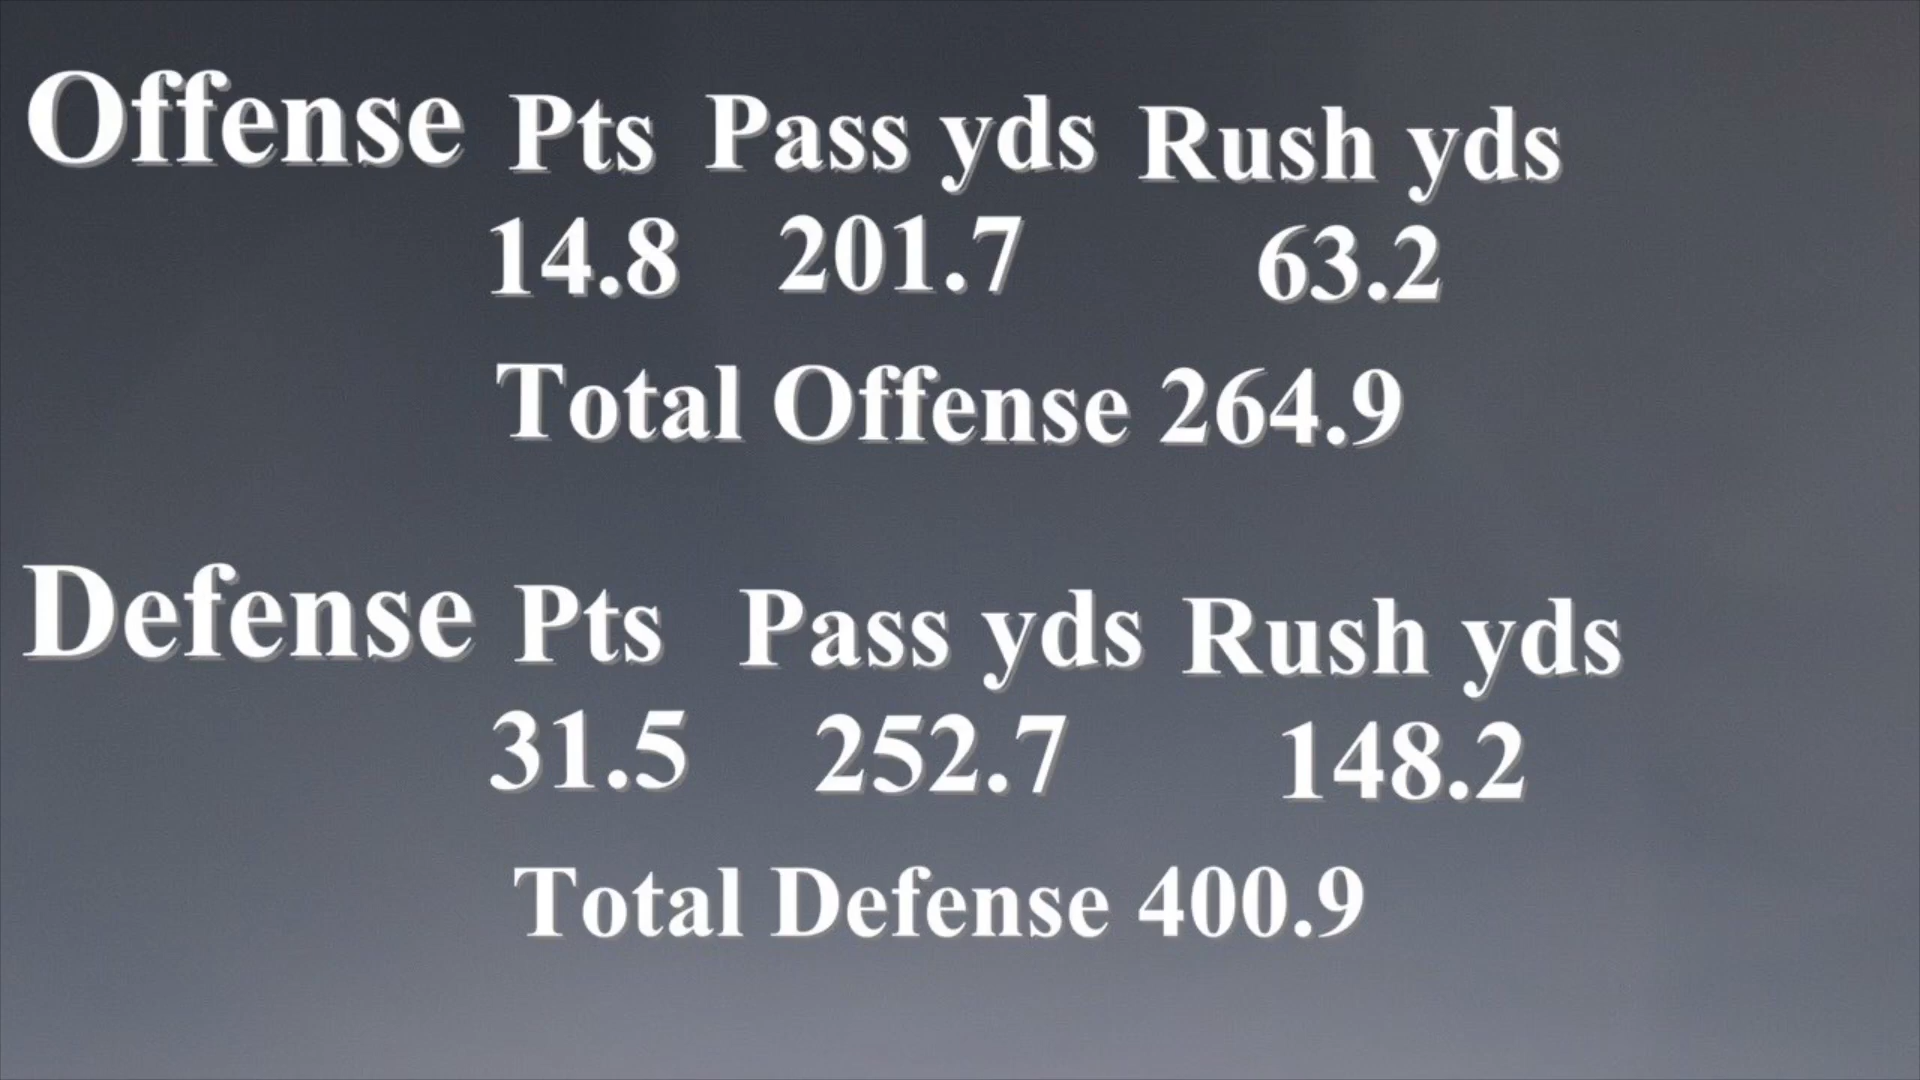 Offense Pts Pass yds Rush yds
14.8 201.7 63.2
Total Offense 264.9
Defense Pts Pass yds Rush yds
31.5 252.7 148.2
Total Defense 400.9